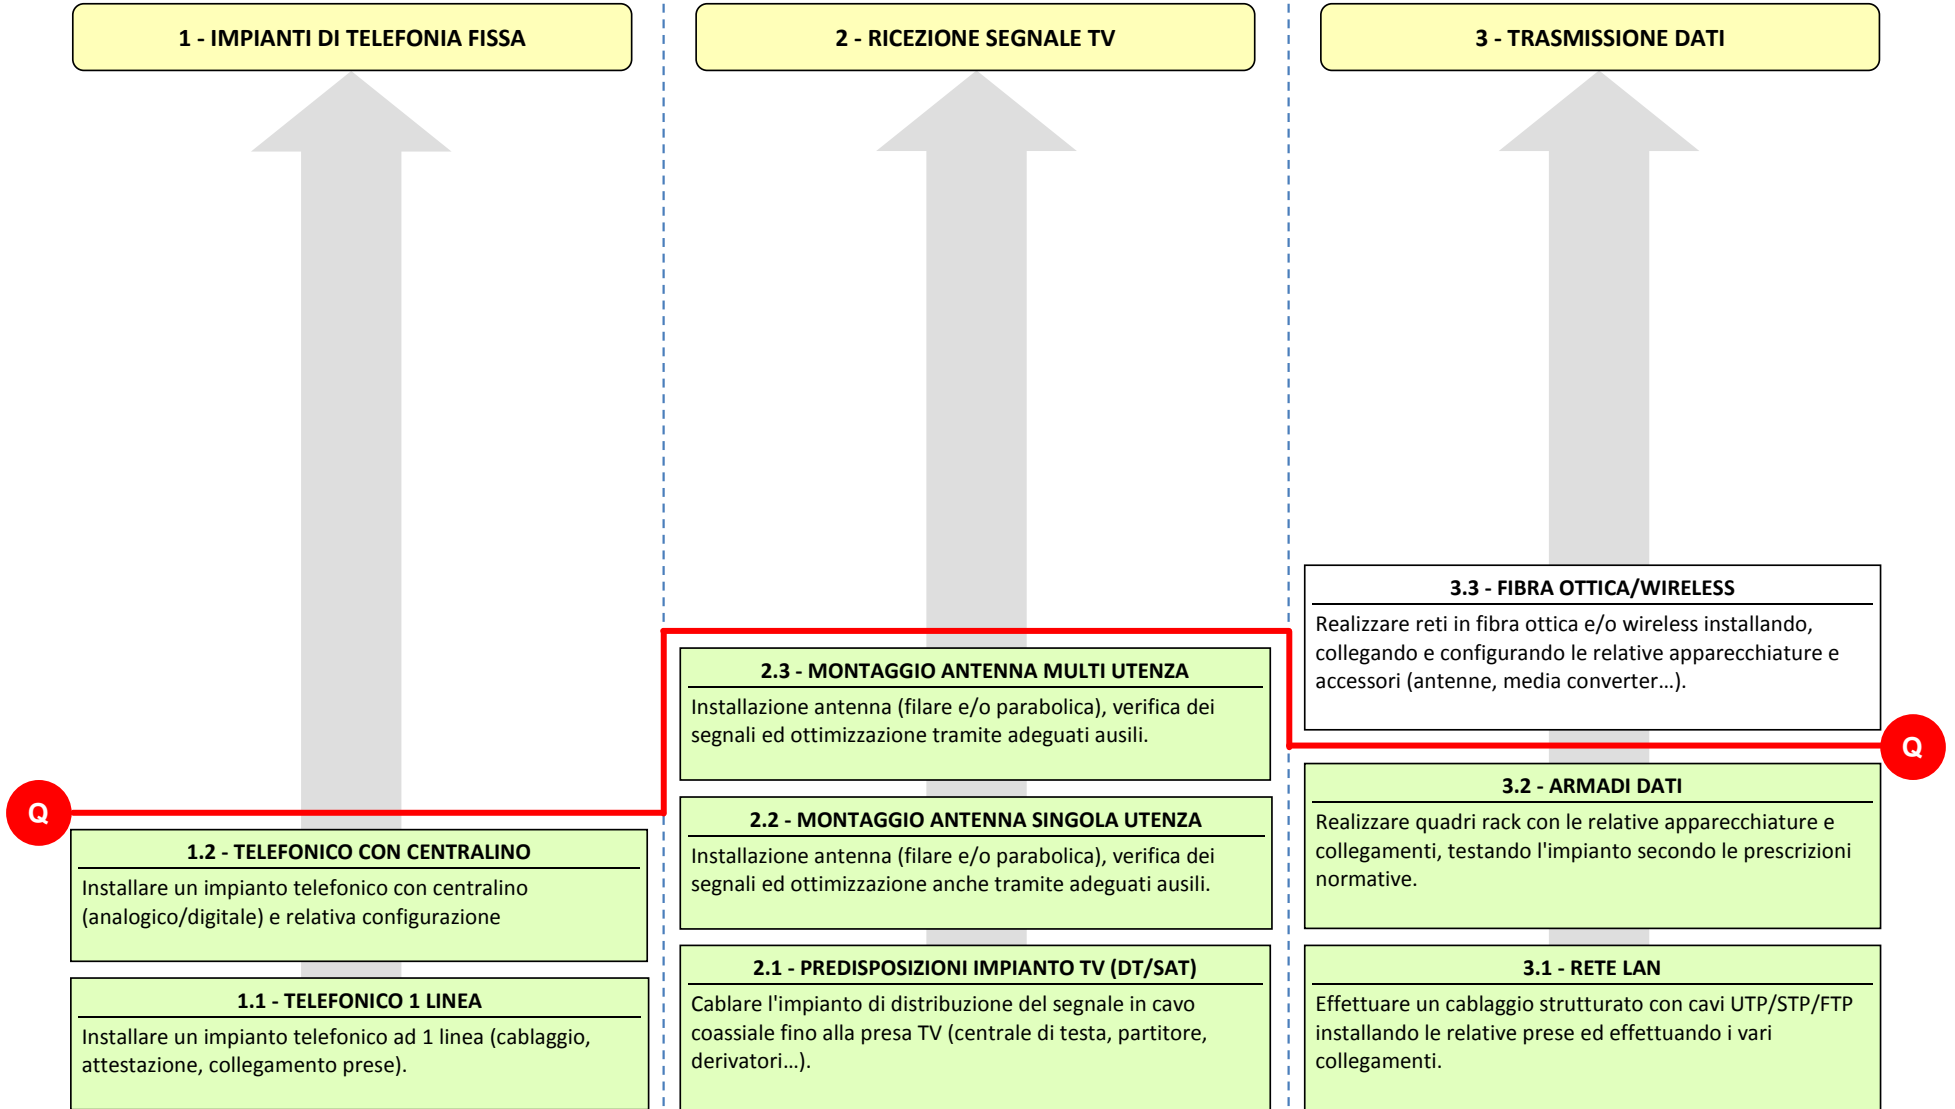 1 - IMPIANTI DI TELEFONIA FISSA
2 - RICEZIONE SEGNALE TV
3 - TRASMISSIONE DATI
3.3 - FIBRA OTTICA/WIRELESS
Realizzare reti in fibra ottica e/o wireless installando,
collegando e configurando le relative apparecchiature e
accessori (antenne, media converter...).
2.3 - MONTAGGIO ANTENNA MULTI UTENZA
Installazione antenna (filare e/o parabolica), verifica dei
segnali ed ottimizzazione tramite adeguati ausili.
Q
Q
3.2 - ARMADI DATI
Realizzare quadri rack con le relative apparecchiature e
collegamenti, testando l'impianto secondo le prescrizioni
normative.
2.2 - MONTAGGIO ANTENNA SINGOLA UTENZA
Installazione antenna (filare e/o parabolica), verifica dei
segnali ed ottimizzazione anche tramite adeguati ausili.
1.2 - TELEFONICO CON CENTRALINO
Installare un impianto telefonico con centralino
(analogico/digitale) e relativa configurazione
1.1 - TELEFONICO 1 LINEA
Installare un impianto telefonico ad 1 linea (cablaggio,
attestazione, collegamento prese).
2.1 - PREDISPOSIZIONI IMPIANTO TV (DT/SAT)
Cablare l'impianto di distribuzione del segnale in cavo
coassiale fino alla presa TV (centrale di testa, partitore,
derivatori...).
3.1 - RETE LAN
Effettuare un cablaggio strutturato con cavi UTP/STP/FTP
installando le relative prese ed effettuando i vari
collegamenti.